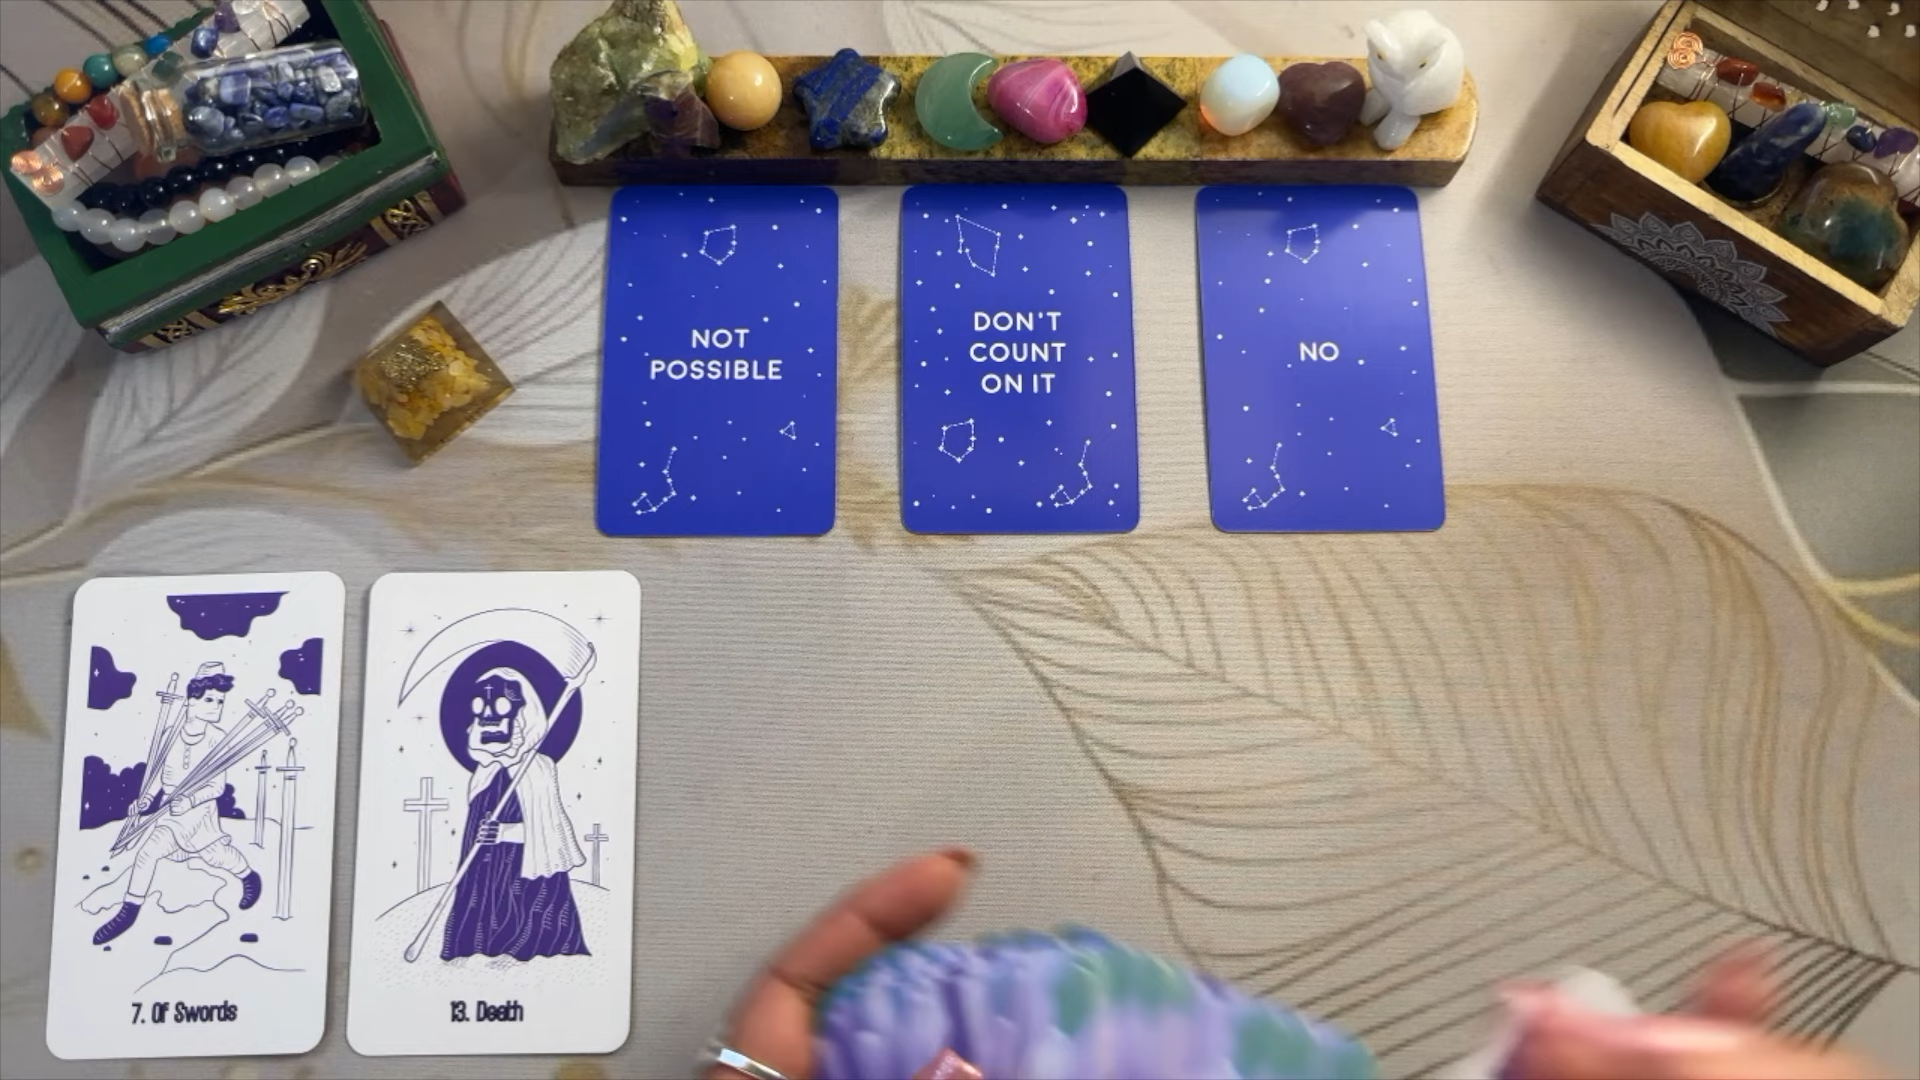 NOT
POSSIBLE
DON'T
COUNT
ON IT
NO
7. Of Swords
13. Death